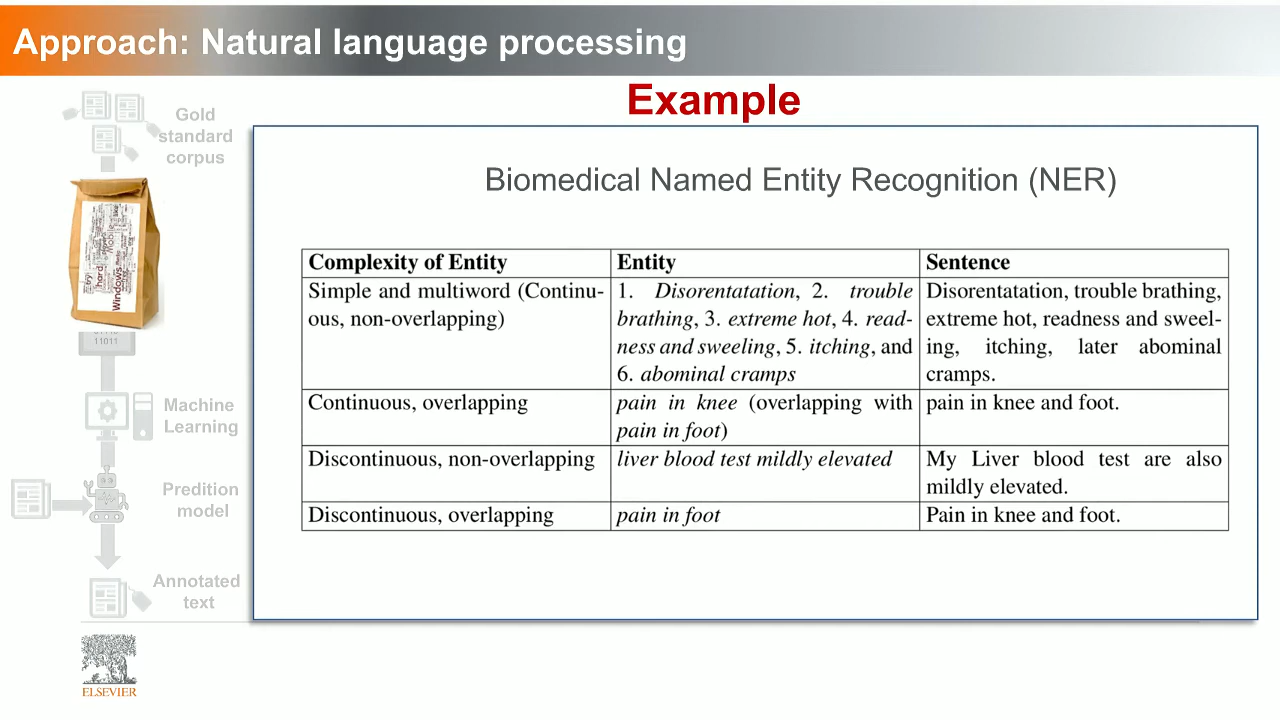 Approach: Natural language processing
Example
Gold
standard
corpus
Biomedical Named Entity Recognition (NER)
Complexity of Entity Entity Sentence
Simple and multiword (Continu-
ous, non-overlapping)
1. Disorentatation, 2. trouble
brathing, 3. extreme hot, 4. read-
ness and sweeling, 5. itching, and
6. abominal cramps
Disorentatation, trouble brathing,
extreme hot, readness and sweel-
ing, itching, later abominal
cramps.
Continuous, overlapping
pain in knee (overlapping with
pain in foot)
pain in knee and foot.
Discontinuous, non-overlapping
liver blood test mildly elevated
My Liver blood test are also
mildly elevated.
Discontinuous, overlapping
pain in foot
Pain in knee and foot.
hard
Windows
Mobile
11011
Machine
Learning
Predition
model
Annotated
text
ELSEVIER